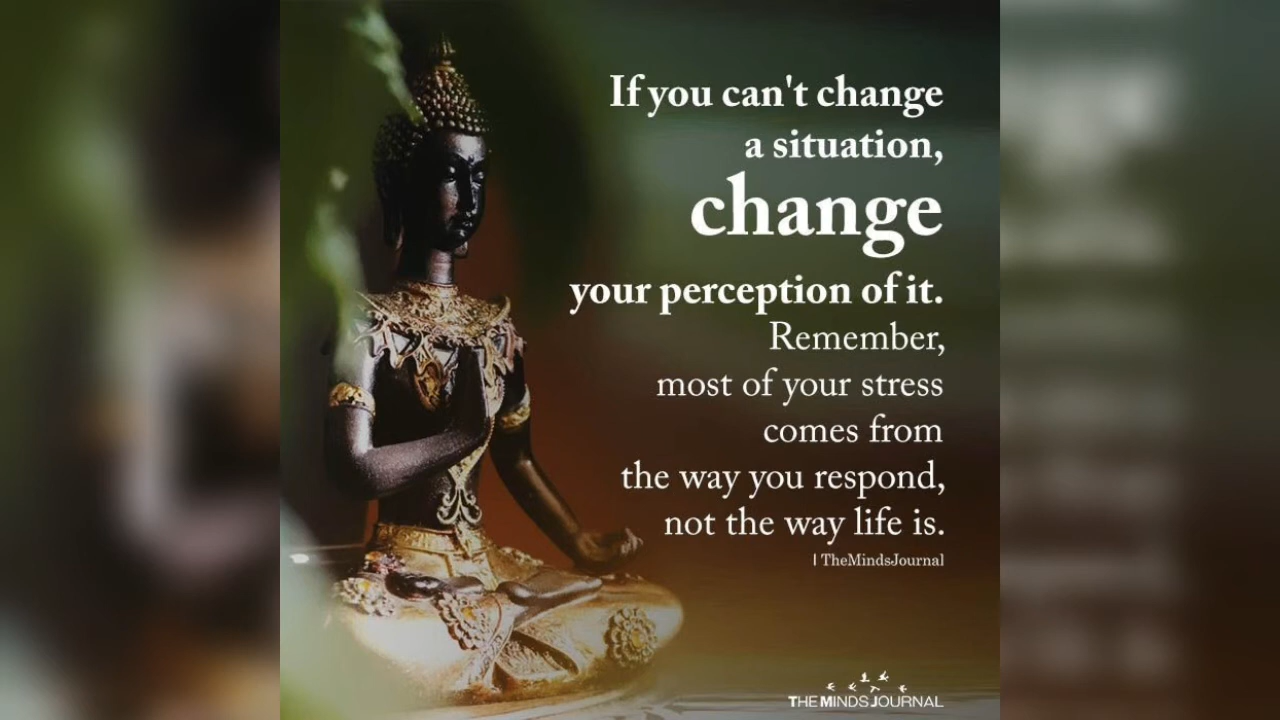 If you can't change
a situation,
change
your perception of it.
Remember,
most of your stress
comes from
the way you respond,
not the way life is.
| TheMindsJournal
THE MINDS JOURNAL